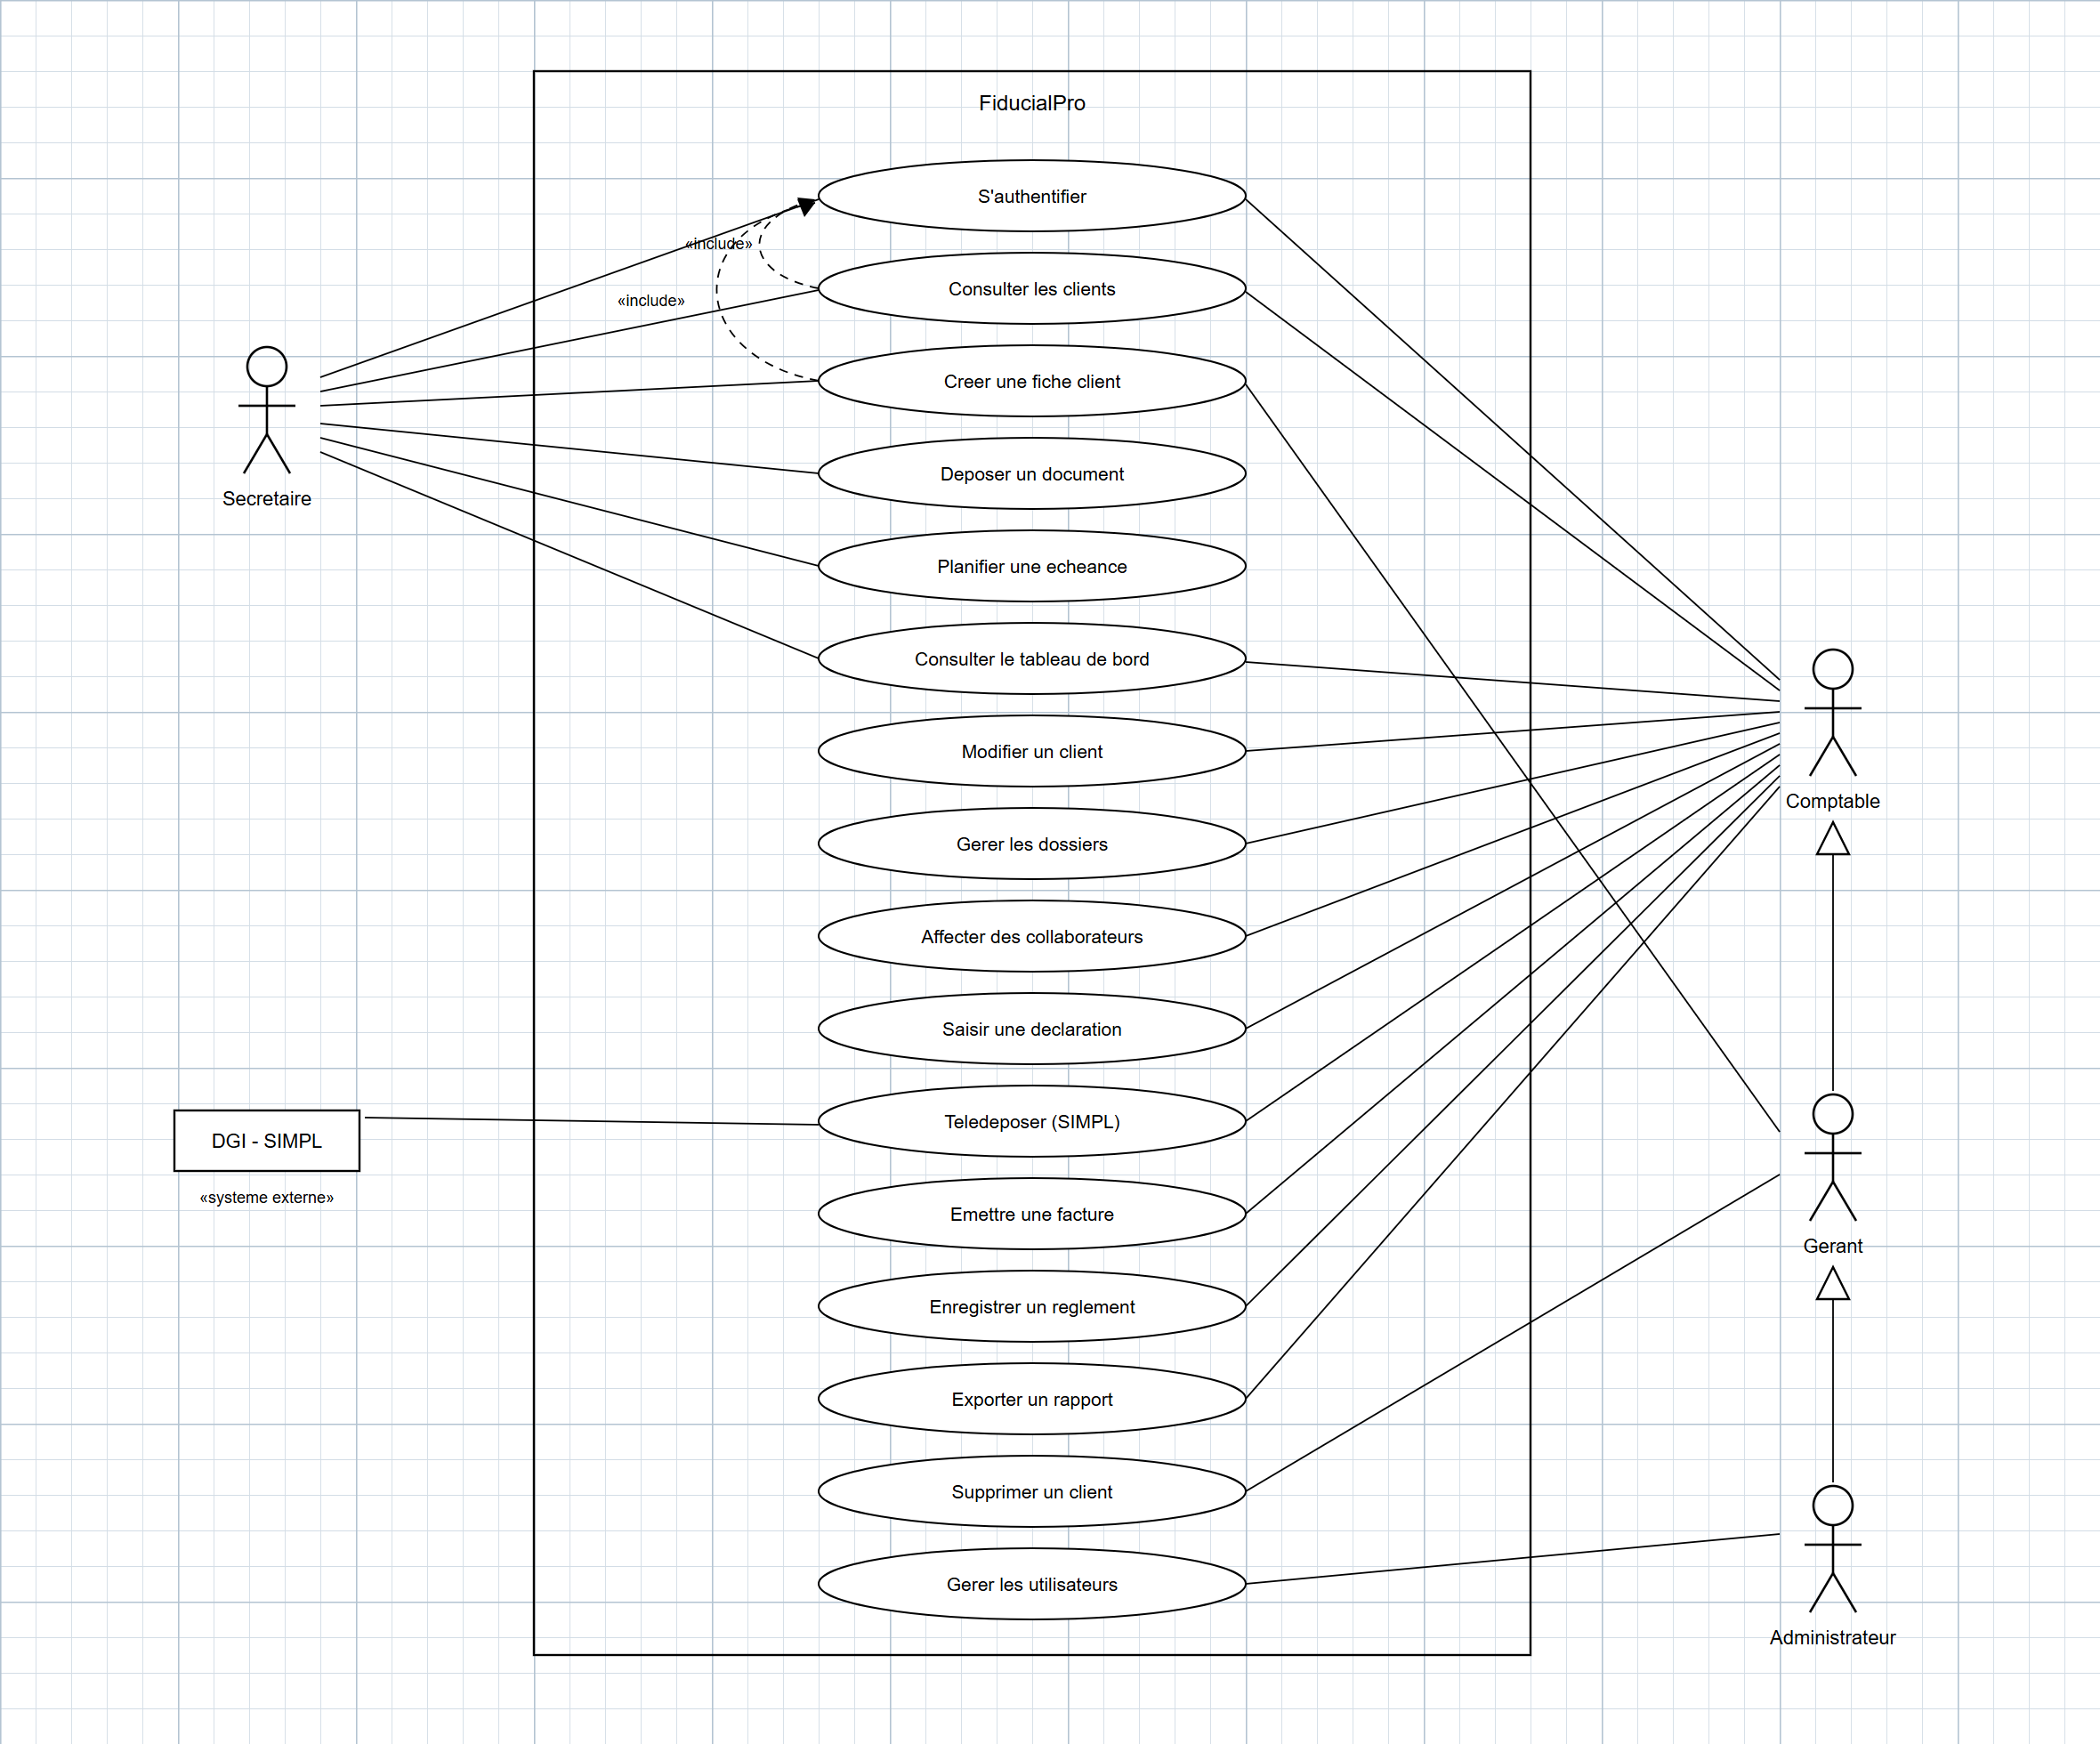 FiducialPro
S'authentifier
«include»
Consulter les clients
«include»
Creer une fiche client
Deposer un document
Secretaire
Planifier une echeance
Consulter le tableau de bord
Modifier un client
Comptable
Gerer les dossiers
Affecter des collaborateurs
Saisir une declaration
Teledeposer (SIMPL)
DGI - SIMPL
«systeme externe»
Emettre une facture
Gerant
Enregistrer un reglement
Exporter un rapport
Supprimer un client
Gerer les utilisateurs
Administrateur